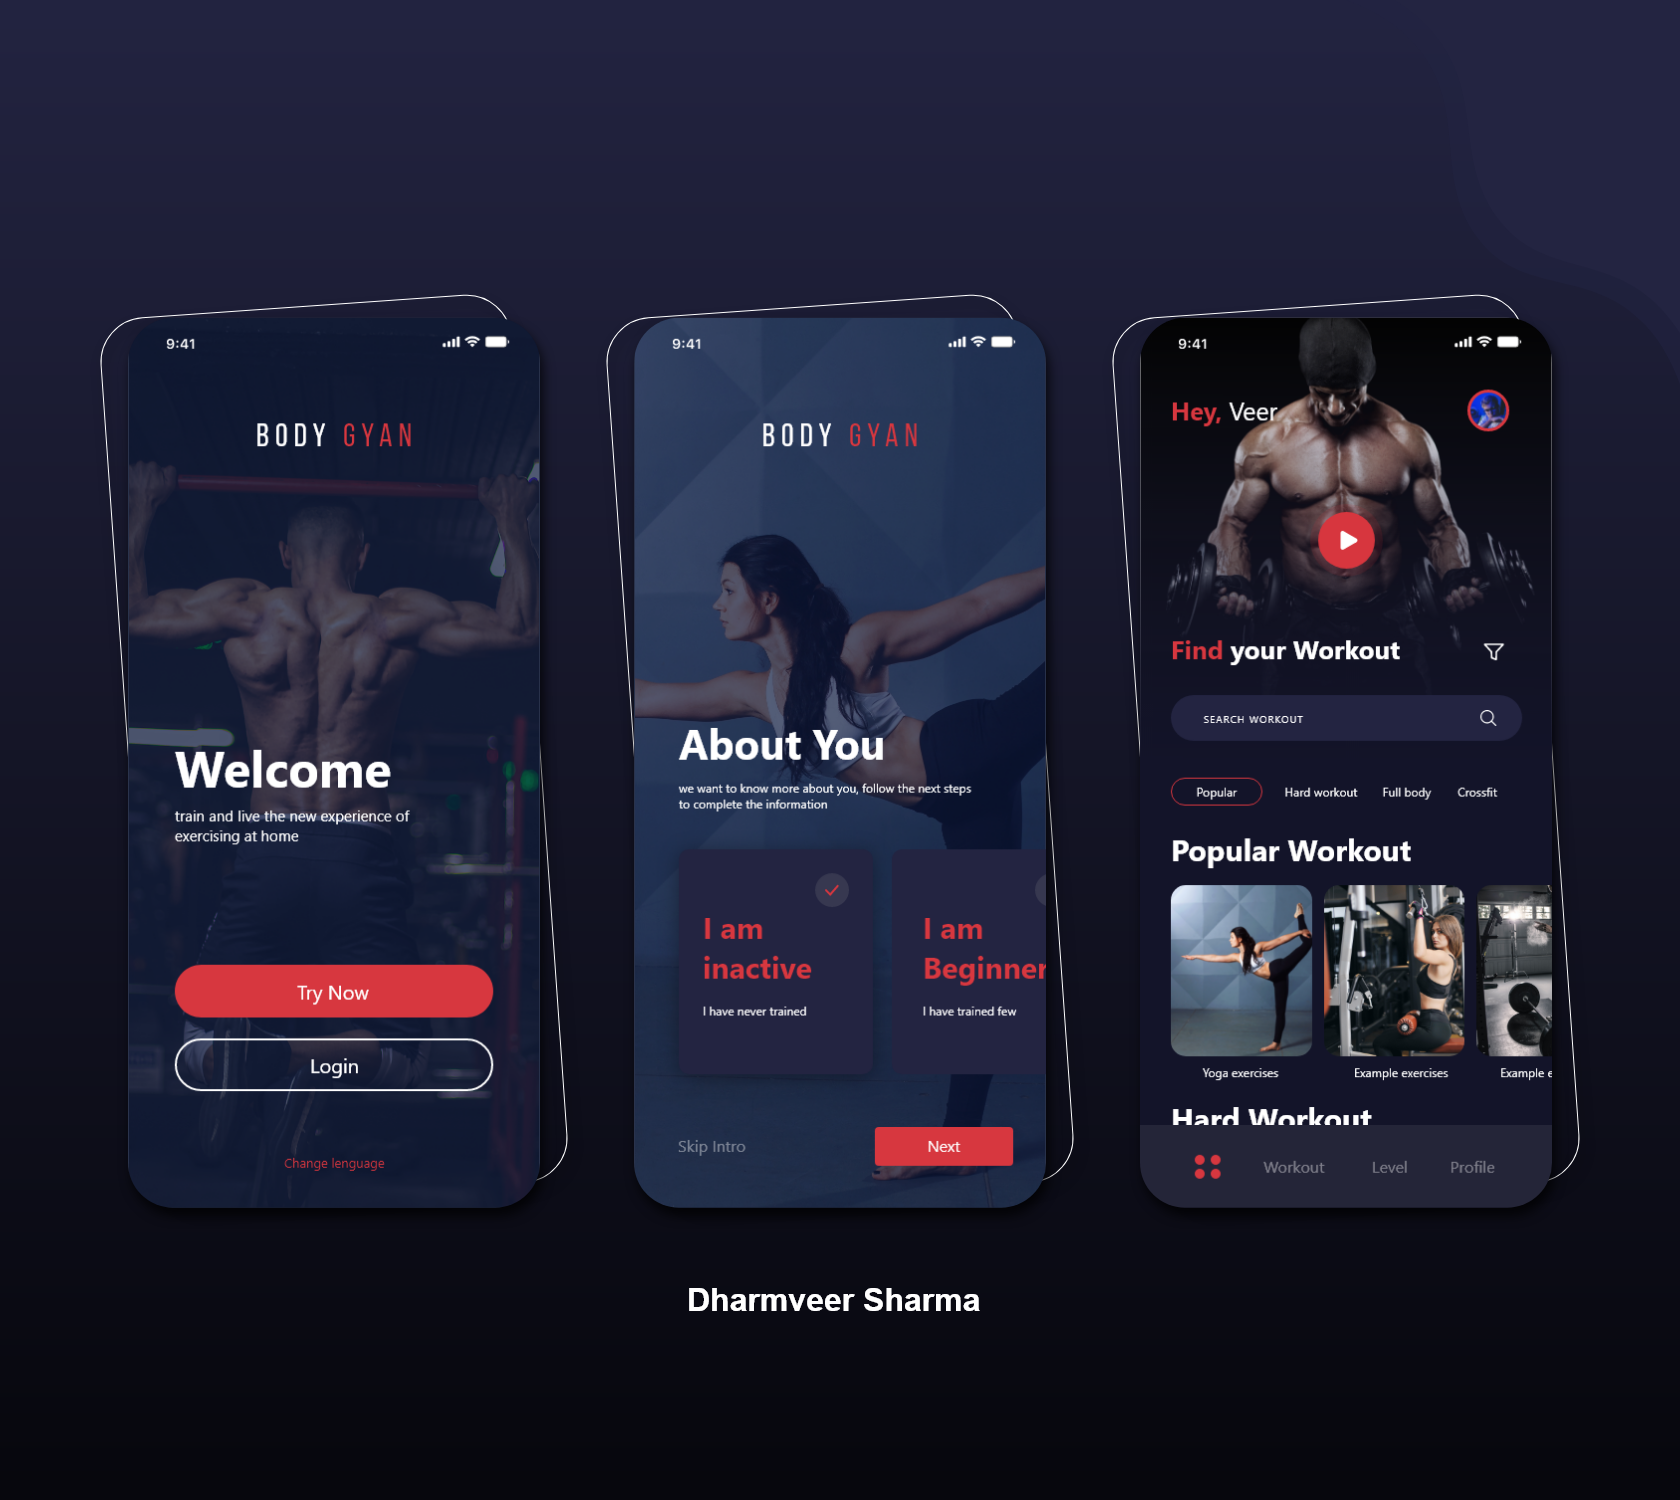 9:41
BODY GYAN
Welcome
train and live the new experience of
exercising at home
Try Now
Login
Change lenguage
9:41
BODY GYAN
About You
we want to know more about you, follow the next steps
to complete the information
I am
inactive
I have never trained
I am
Beginner
I have trained few
Skip Intro
Next
9:41
Hey, Veer
Find your Workout
SEARCH WORKOUT
Popular Hard workout Full body Crossfit
Popular Workout
Yoga exercises Example exercises Example e
Hard Workout
Workout Level Profile
Dharmveer Sharma